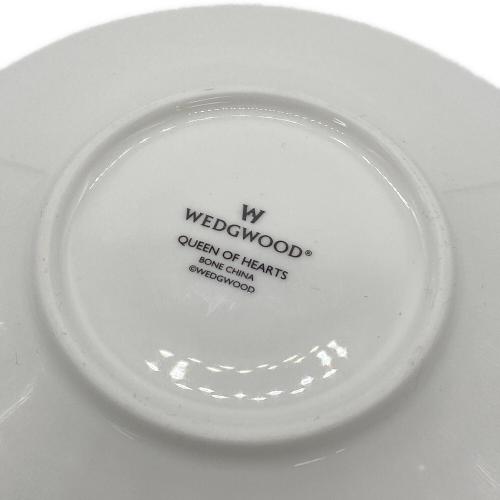 W
WEDGWOOD®
QUEEN OF HEARTS
BONE CHINA
©WEDGWOOD